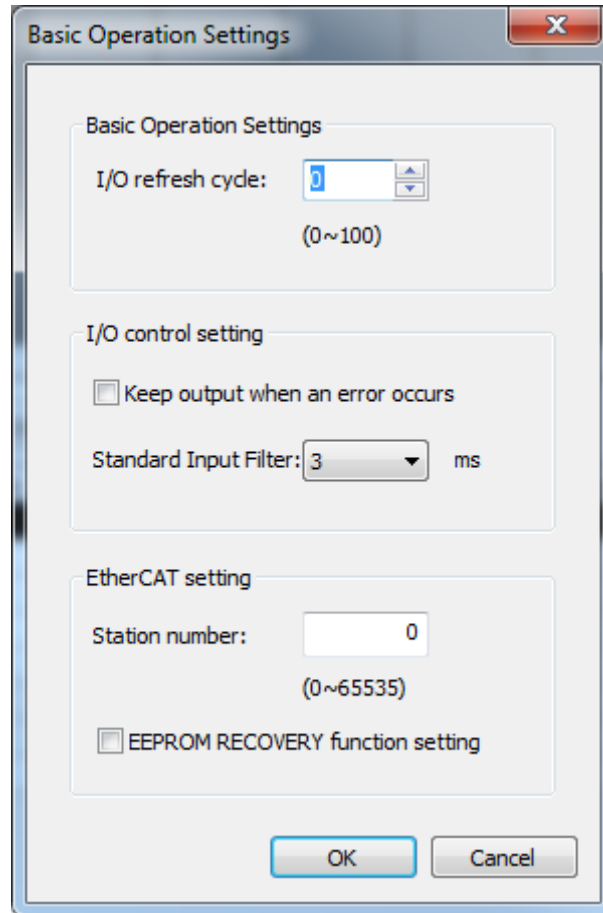 Basic Operation Settings
Basic Operation Settings
I/O refresh cycle: 0
(0~100)
I/O control setting
Keep output when an error occurs
Standard Input Filter: 3 ms
EtherCAT setting
Station number: 0
(0~65535)
EEPROM RECOVERY function setting
OK Cancel